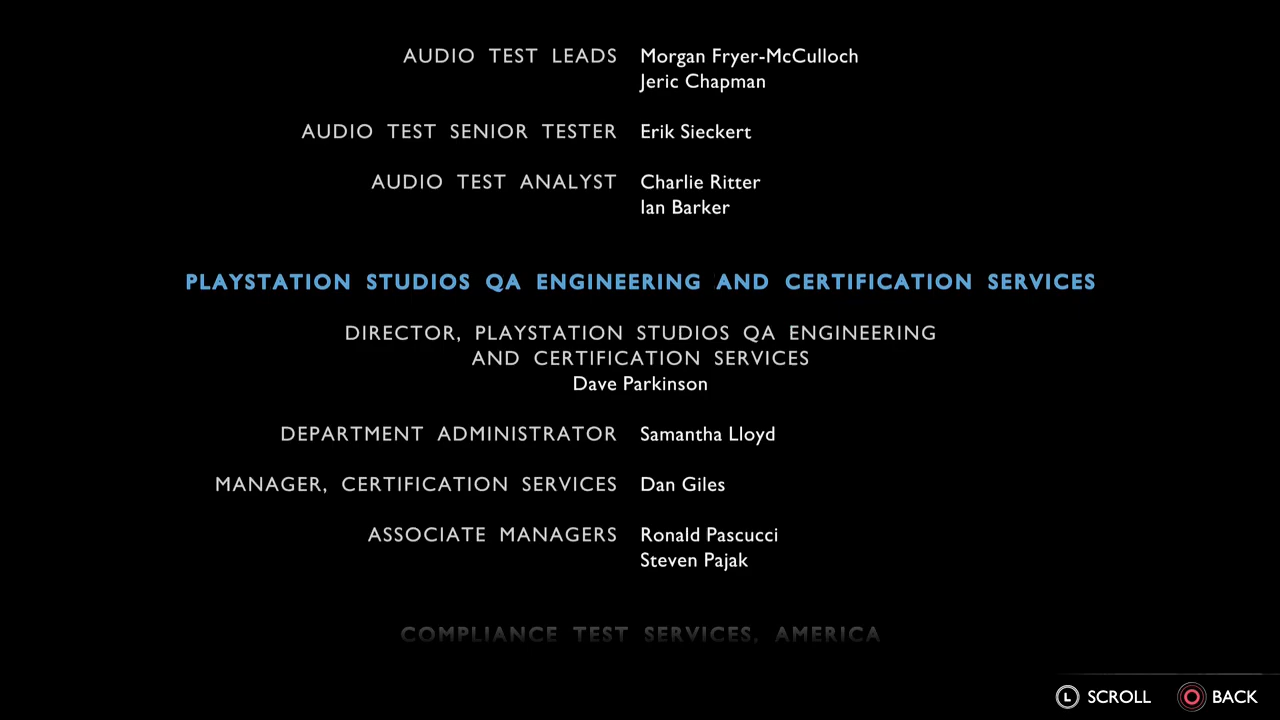 AUDIO TEST LEADS Morgan Fryer-McCulloch
Jeric Chapman
AUDIO TEST SENIOR TESTER Erik Sieckert
AUDIO TEST ANALYST Charlie Ritter
Ian Barker
PLAYSTATION STUDIOS QA ENGINEERING AND CERTIFICATION SERVICES
DIRECTOR, PLAYSTATION STUDIOS QA ENGINEERING
AND CERTIFICATION SERVICES
Dave Parkinson
DEPARTMENT ADMINISTRATOR Samantha Lloyd
MANAGER, CERTIFICATION SERVICES Dan Giles
ASSOCIATE MANAGERS Ronald Pascucci
Steven Pajak
COMPLIANCE TEST SERVICES, AMERICA
L SCROLL BACK